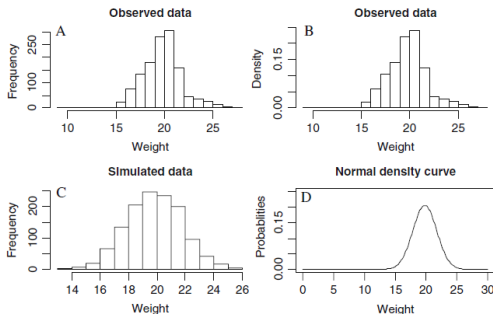 Observed data
A
Frequency
0 100 250
10 15 20 25
Weight
Observed data
B
Density
0.00 0.15
10 15 20 25
Weight
Simulated data
C
Frequency
0 100 200
14 16 18 20 22 24 26
Weight
Normal density curve
D
Probablities
0.00 0.15
0 5 10 15 20 25 30
Weight